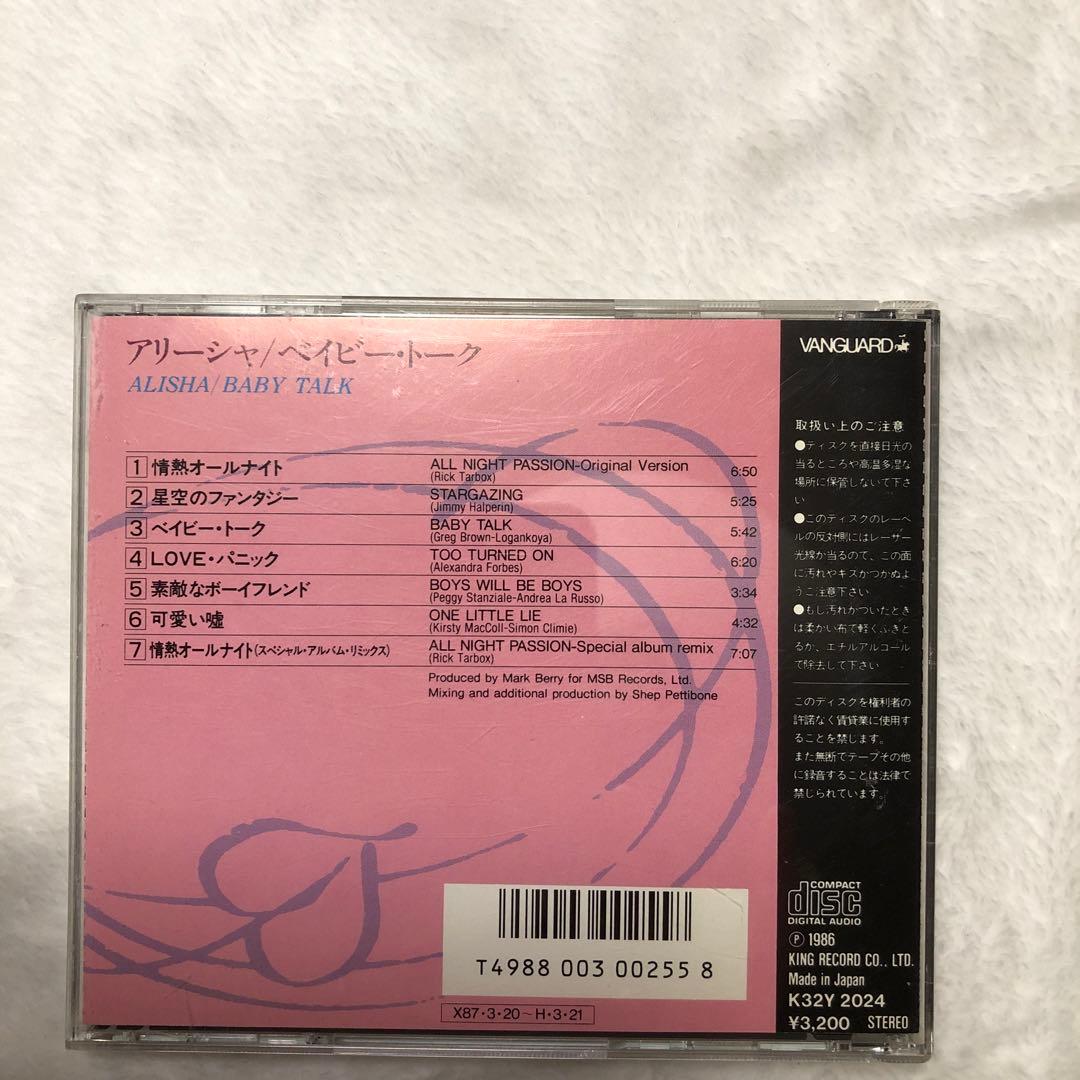 アリーシャ/ベイビー・トーク
ALISHA/BABY TALK
1 情熱オールナイト ALL NIGHT PASSION-Original Version 6:50
(Rick Tarbox)
2 星空のファンタジー STARGAZING 5:25
(Jimmy Halperin)
3 ベイビー・トーク BABY TALK 5:42
(Greg Brown-Logankoya)
4 LOVE・パニック TOO TURNED ON 6:20
(Alexandra Forbes)
5 素敵なボーイフレンド BOYS WILL BE BOYS 3:34
(Peggy Stanziale-Andrea La Russo)
6 可愛い嘘 ONE LITTLE LIE 4:32
(Kirsty MacColl-Simon Climie)
7 情熱オールナイト(スペシャル・アルバム・リミックス) ALL NIGHT PASSION-Special album remix 7:07
(Rick Tarbox)
Produced by Mark Berry for MSB Records, Ltd.
Mixing and additional production by Shep Pettibone
T4988 003 00255 8
X87・3・20~H・3・21
VANGUARD
取扱い上のご注意
●ディスクを直接日光の
当るところや高温多湿な
場所に保管しないで下さ
い
●このディスクのレーベ
ルの反対側にはレーザー
光線が当るので、この面
に汚れやキズがつかぬよ
うご注意下さい
●もし汚れがついたとき
は柔かい布で軽くふきと
るか、エチルアルコール
で除去して下さい
このディスクを権利者の
許諾なく賃貸業に使用す
ることを禁じます。
また無断でテープその他
に録音することは法律で
禁じられています。
COMPACT
disc
DIGITAL AUDIO
Ⓟ 1986
KING RECORD CO., LTD.
Made in Japan
K32Y 2024
¥3,200 STEREO